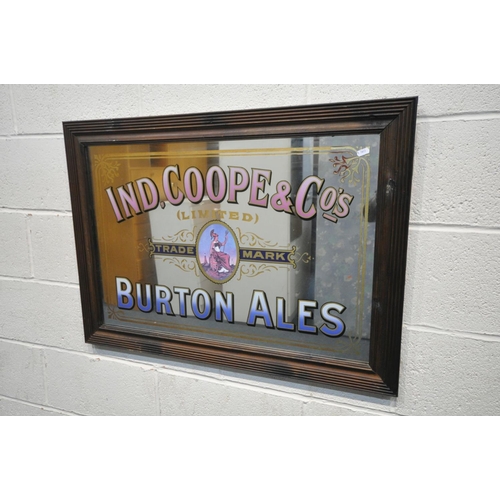 IND, COOPE & CO'S
(LIMITED)
TRADE MARK
BURTON ALES